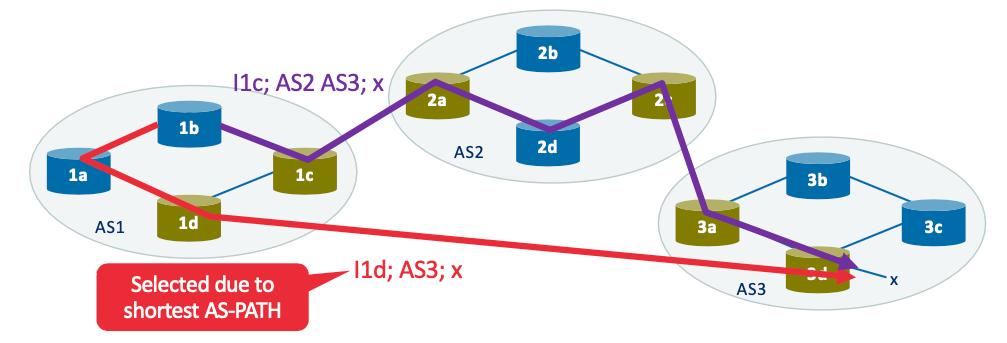 2b
I1c; AS2 AS3; x
2a
1b
2d
AS2
1a
1c
3b
1d
AS1
3a
3c
I1d; AS3; x
3d
Selected due to
shortest AS-PATH
AS3
x